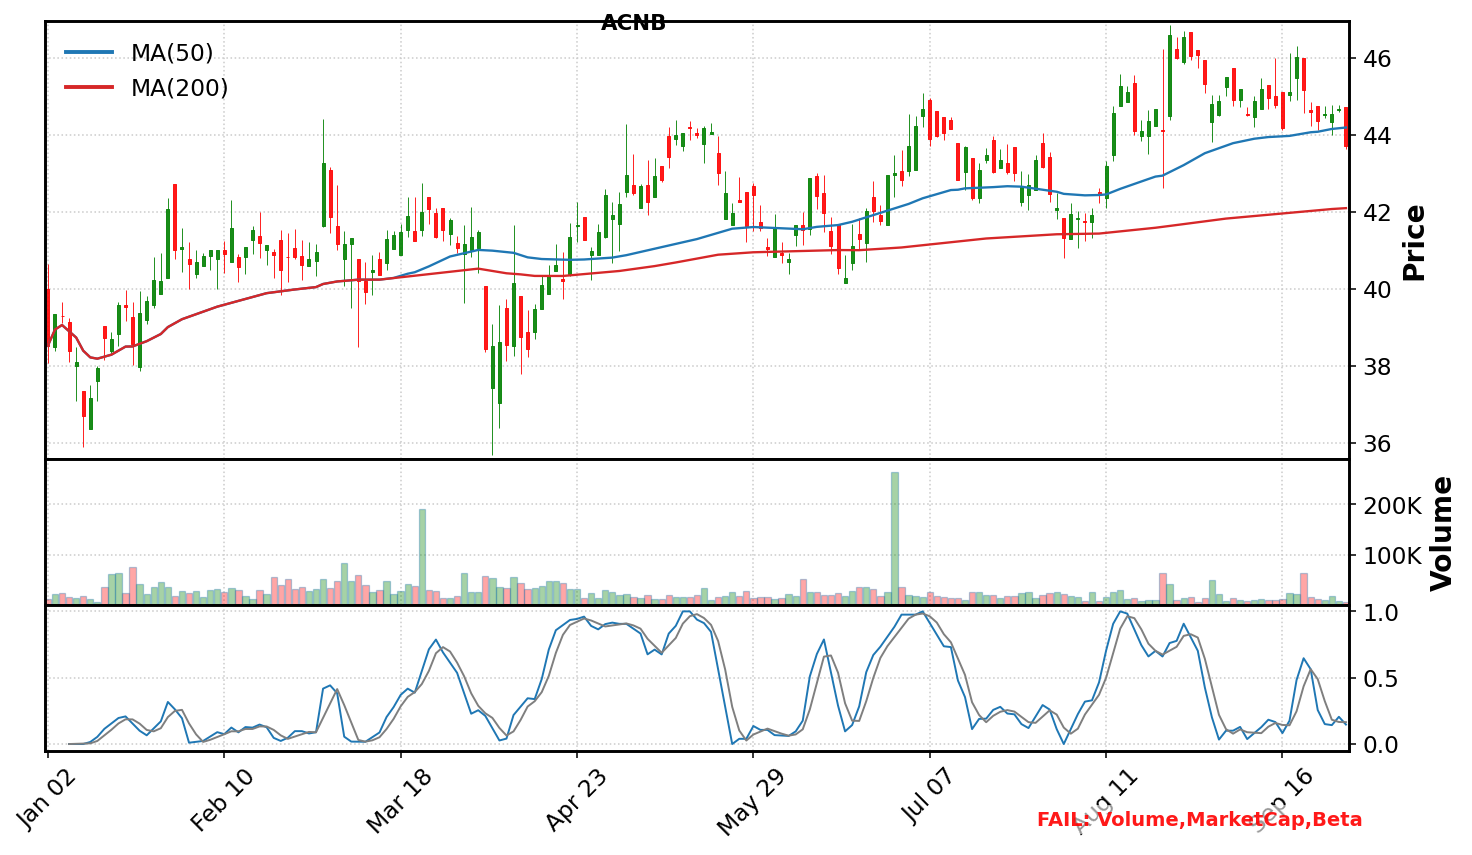 ACNB
MA(50)
MA(200)
46
44
42
40
38
36
Price
200K
100K
Volume
1.0
0.5
0.0
Jan 02
Feb 10
Mar 18
Apr 23
May 29
Jul 07
Aug 11
Sep 16
FAIL: Volume,MarketCap,Beta